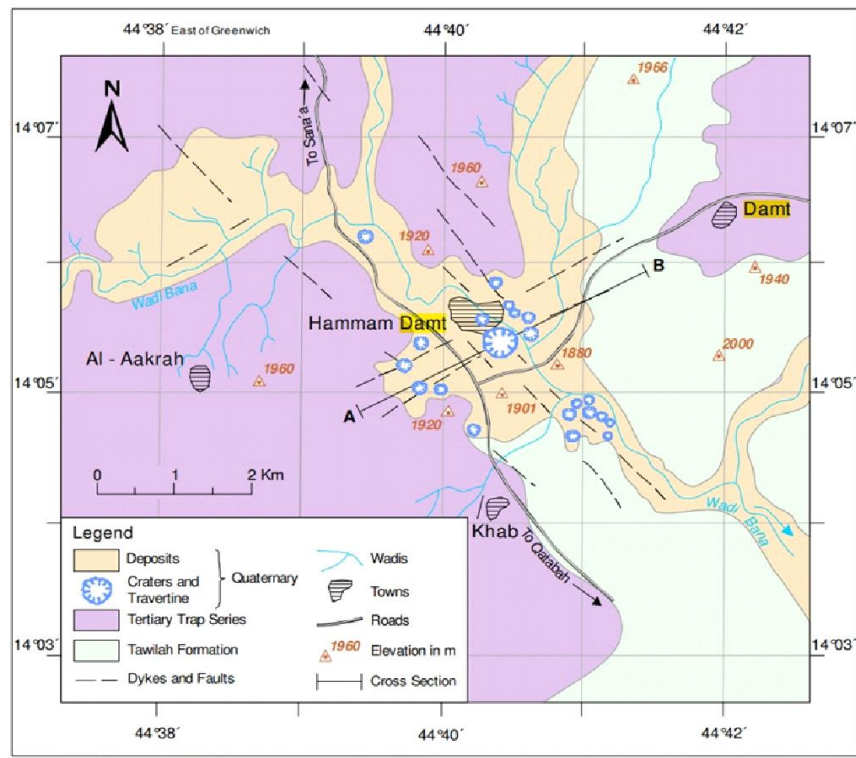 44°38´ East of Greenwich
44°40´
44°42´
N
1966
14°07´
14°07´
To Sana´a
1960
Damt
1920
B
1940
Wadi Bana
Hammam Damt
2000
Al - Aakrah
1960
1880
14°05´
14°05´
A
1920
1901
0 1 2 Km
Wadi Bana
Khab
To Qatabah
Legend
Deposits
Craters and Travertine
Quaternary
Tertiary Trap Series
Tawilah Formation
Dykes and Faults
Wadis
Towns
Roads
1960 Elevation in m
Cross Section
14°03´
14°03´
44°38´
44°40´
44°42´